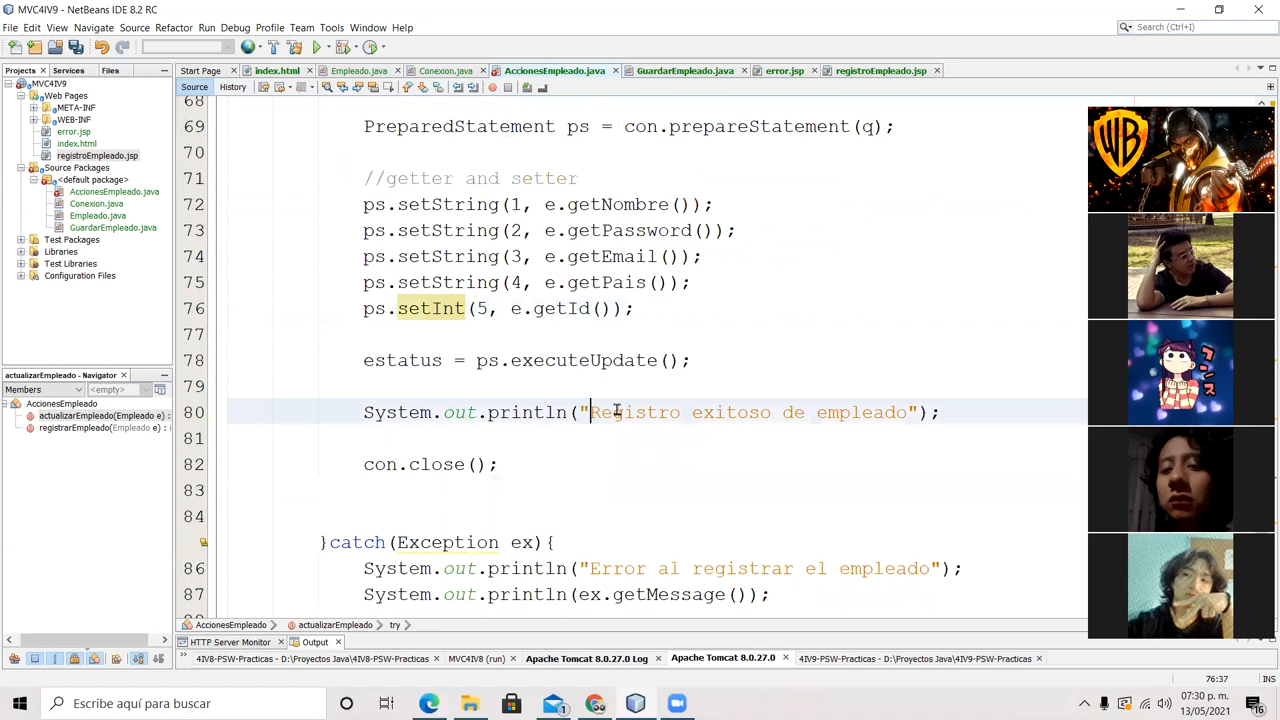 MVC4IV9 - NetBeans IDE 8.2 RC
File Edit View Navigate Source Refactor Run Debug Profile Team Tools Window Help
Search (Ctrl+I)
Projects Services Files
Start Page index.html Empleado.java Conexion.java AccionesEmpleado.java GuardarEmpleado.java error.jsp registroEmpleado.jsp
Source History
MVC4IV9
Web Pages
META-INF
WEB-INF
error.jsp
index.html
registroEmpleado.jsp
Source Packages
<default package>
AccionesEmpleado.java
Conexion.java
Empleado.java
GuardarEmpleado.java
Test Packages
Libraries
Test Libraries
Configuration Files
actualizarEmpleado - Navigator
Members <empty>
AccionesEmpleado
actualizarEmpleado(Empleado e) :
registrarEmpleado(Empleado e) :
68
69 PreparedStatement ps = con.prepareStatement(q);
70
71 //getter and setter
72 ps.setString(1, e.getNombre());
73 ps.setString(2, e.getPassword());
74 ps.setString(3, e.getEmail());
75 ps.setString(4, e.getPais());
76 ps.setInt(5, e.getId());
77
78 estatus = ps.executeUpdate();
79
80 System.out.println("Registro exitoso de empleado");
81
82 con.close();
83
84
}catch(Exception ex){
86 System.out.println("Error al registrar el empleado");
87 System.out.println(ex.getMessage());
AccionesEmpleado actualizarEmpleado try
HTTP Server Monitor Output
4IV8-PSW-Practicas - D:\Proyectos Java\4IV8-PSW-Practicas MVC4IV8 (run) Apache Tomcat 8.0.27.0 Log Apache Tomcat 8.0.27.0 4IV9-PSW-Practicas - D:\Proyectos Java\4IV9-PSW-Practicas
76:37 INS
WB
コンス
Escribe aquí para buscar
07:30 p. m.
13/05/2021
1
16